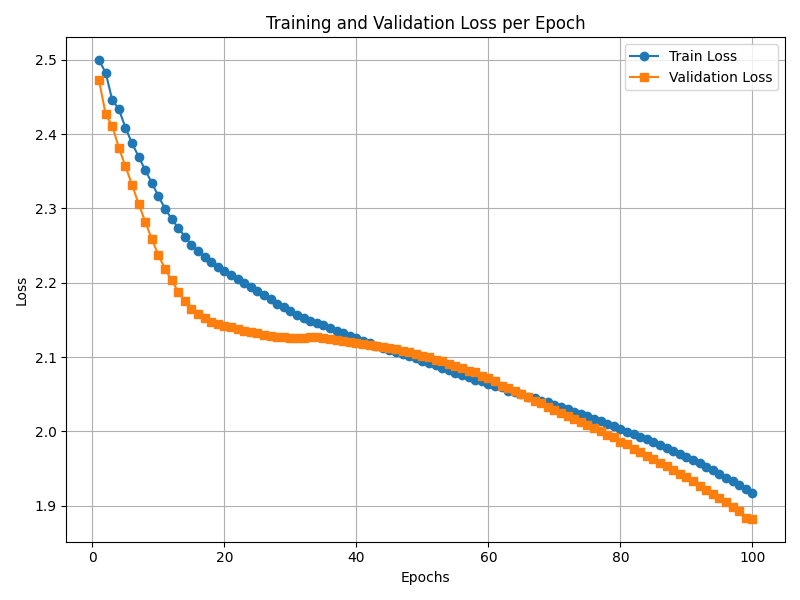 Training and Validation Loss per Epoch
Train Loss
Validation Loss
2.5
2.4
2.3
2.2
2.1
2.0
1.9
Loss
0 20 40 60 80 100
Epochs